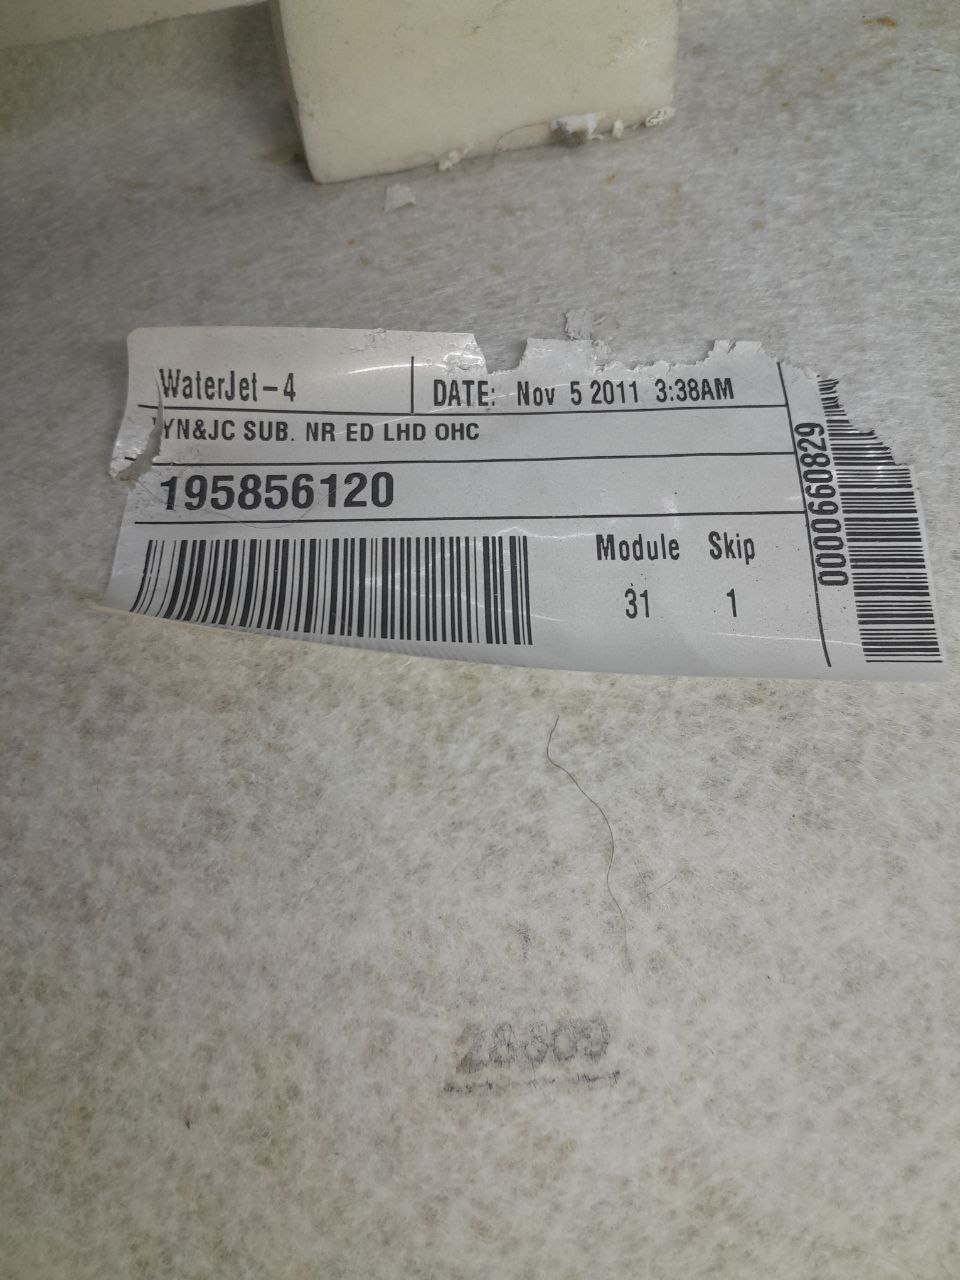 WaterJet-4
DATE: Nov 5 2011 3:38AM
YN&JC SUB. NR ED LHD OHC
195856120
Module Skip
31 1
0000660829
28809